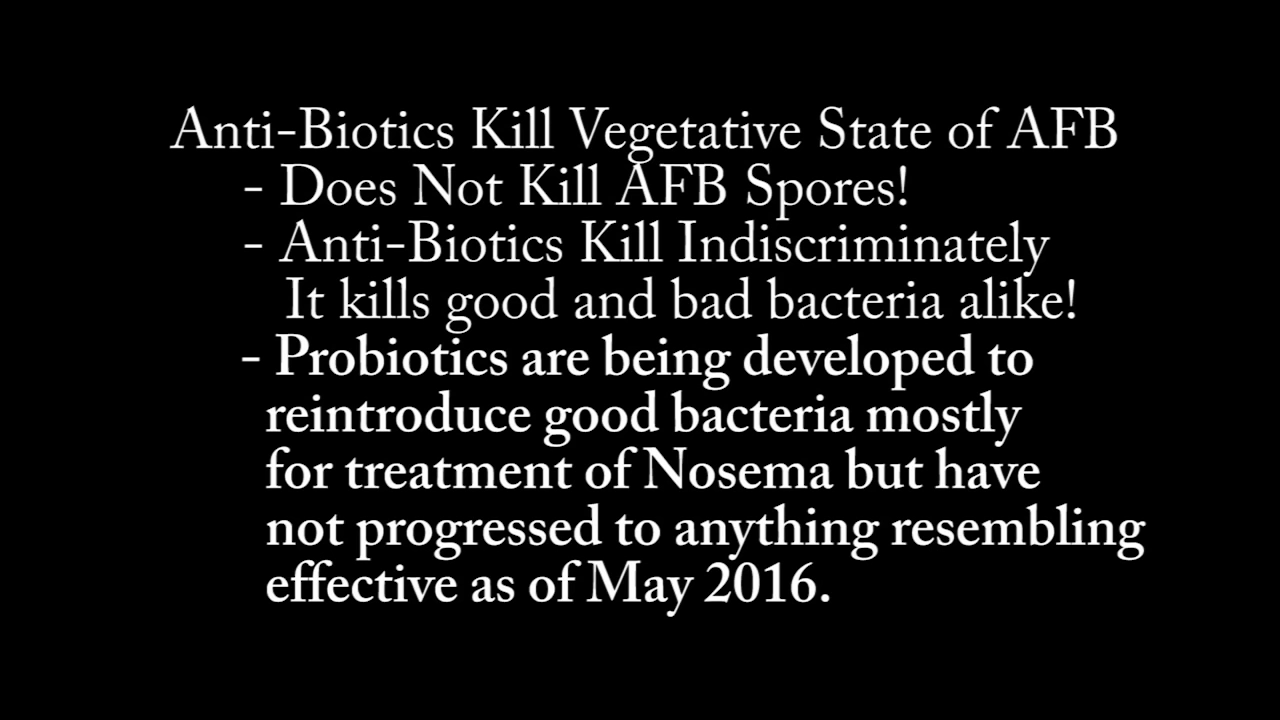 Anti-Biotics Kill Vegetative State of AFB
- Does Not Kill AFB Spores!
- Anti-Biotics Kill Indiscriminately
It kills good and bad bacteria alike!
- Probiotics are being developed to
reintroduce good bacteria mostly
for treatment of Nosema but have
not progressed to anything resembling
effective as of May 2016.